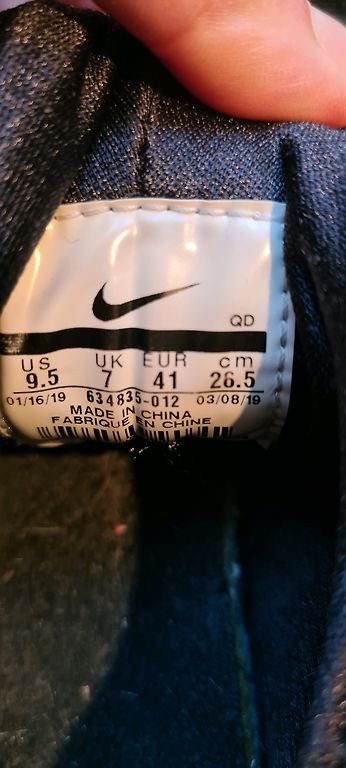 QD
US UK EUR cm
9.5 7 41 26.5
01/16/19 634835-012 03/08/19
MADE IN CHINA
FABRIQUE EN CHINE